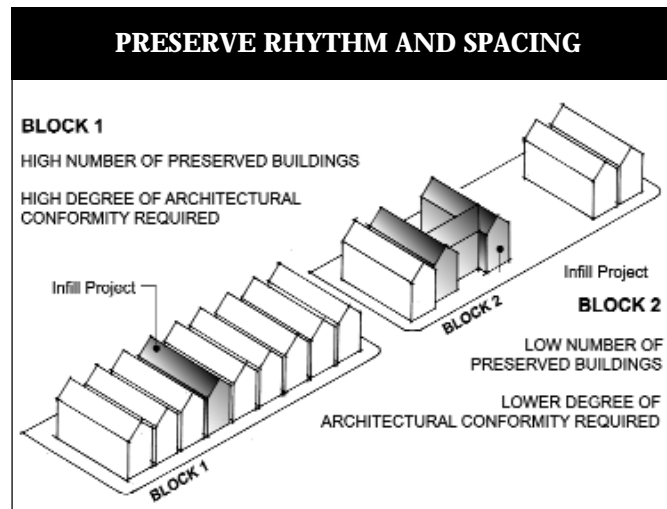 PRESERVE RHYTHM AND SPACING
BLOCK 1
HIGH NUMBER OF PRESERVED BUILDINGS
HIGH DEGREE OF ARCHITECTURAL
CONFORMITY REQUIRED
Infill Project
BLOCK 1
BLOCK 2
Infill Project
BLOCK 2
LOW NUMBER OF
PRESERVED BUILDINGS
LOWER DEGREE OF
ARCHITECTURAL CONFORMITY REQUIRED